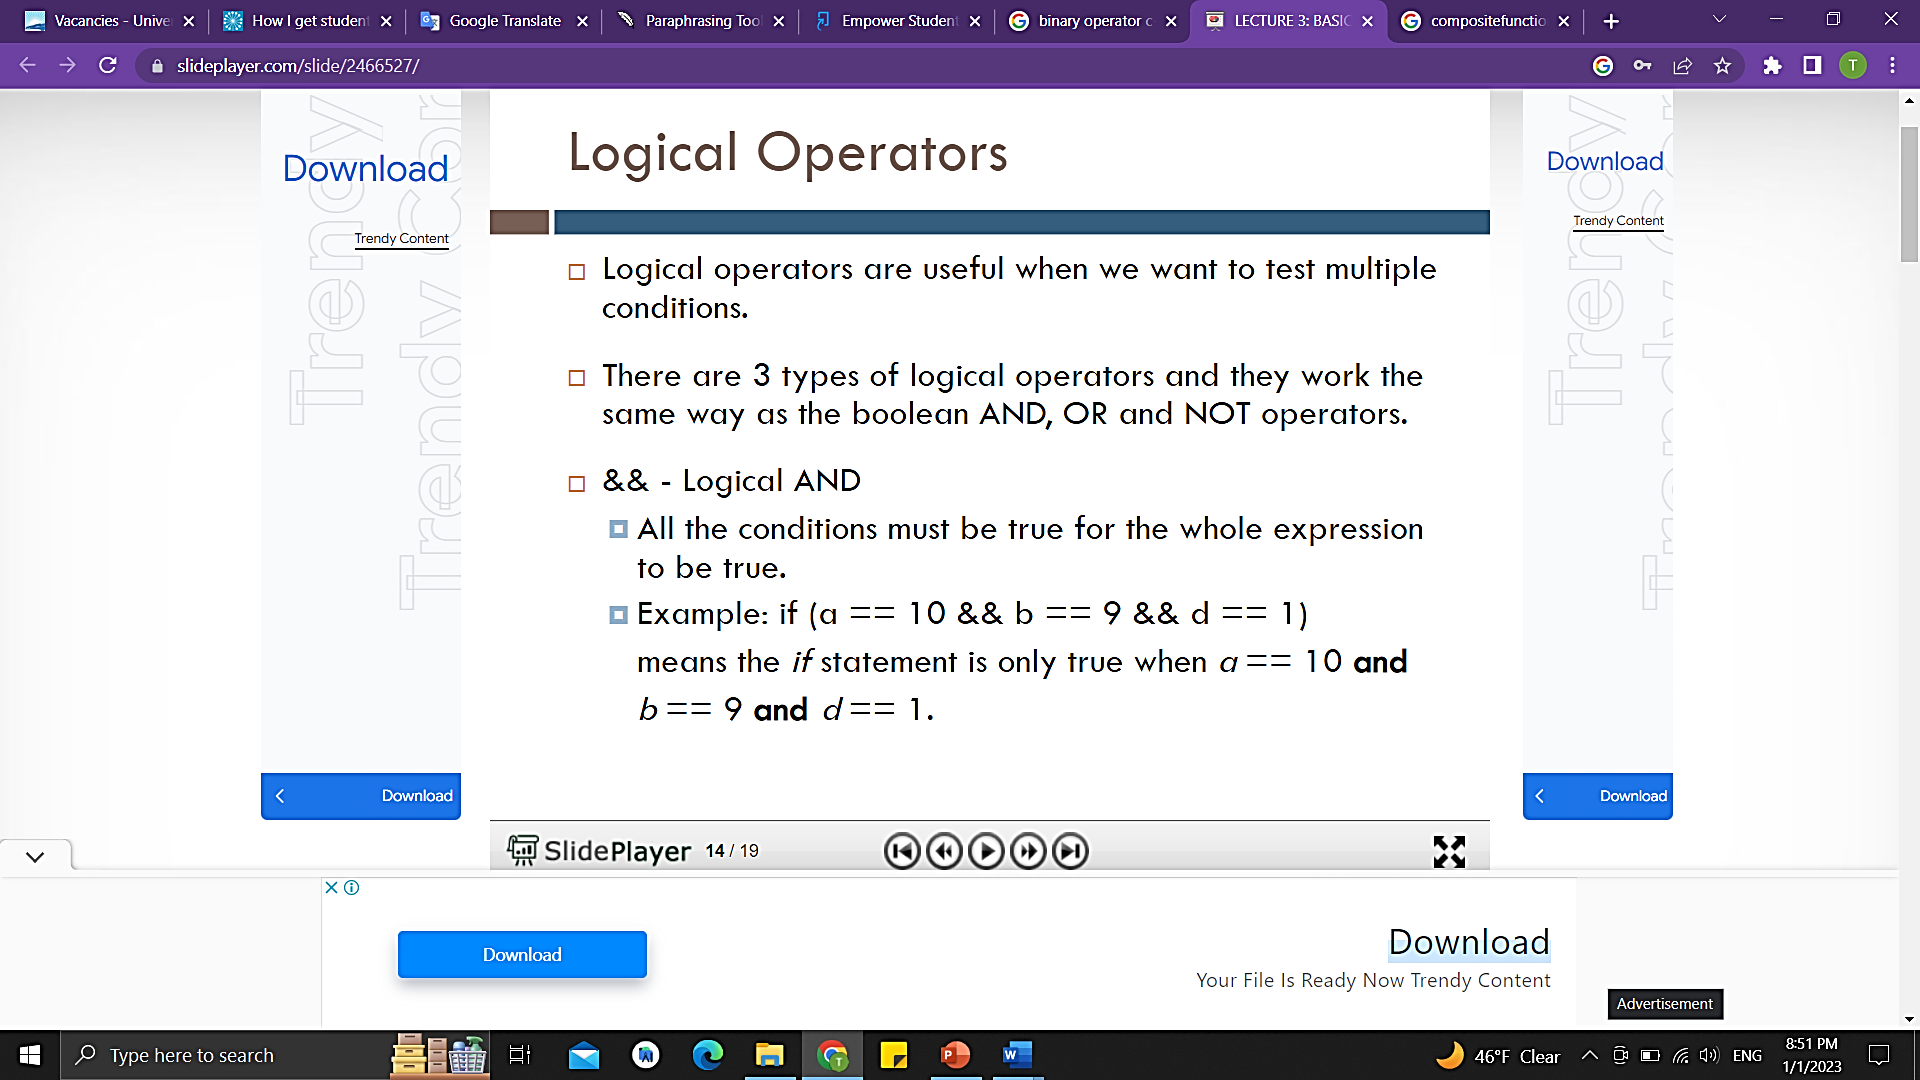 Vacancies - Unive
How I get student
Google Translate
Paraphrasing Too
Empower Student
binary operator c
LECTURE 3: BASIC
compositefunctio
slideplayer.com/slide/2466527/
T
Logical Operators
Logical operators are useful when we want to test multiple
conditions.
There are 3 types of logical operators and they work the
same way as the boolean AND, OR and NOT operators.
&& - Logical AND
All the conditions must be true for the whole expression
to be true.
Example: if (a == 10 && b == 9 && d == 1)
means the if statement is only true when a == 10 and
b == 9 and d == 1.
Download
Trendy Content
Trendy
Trendy Cor
Download
Download
Trendy Content
Trendy
Download
SlidePlayer 14 / 19
Download
Download
Your File Is Ready Now Trendy Content
Advertisement
Type here to search
46°F Clear
ENG
8:51 PM
1/1/2023